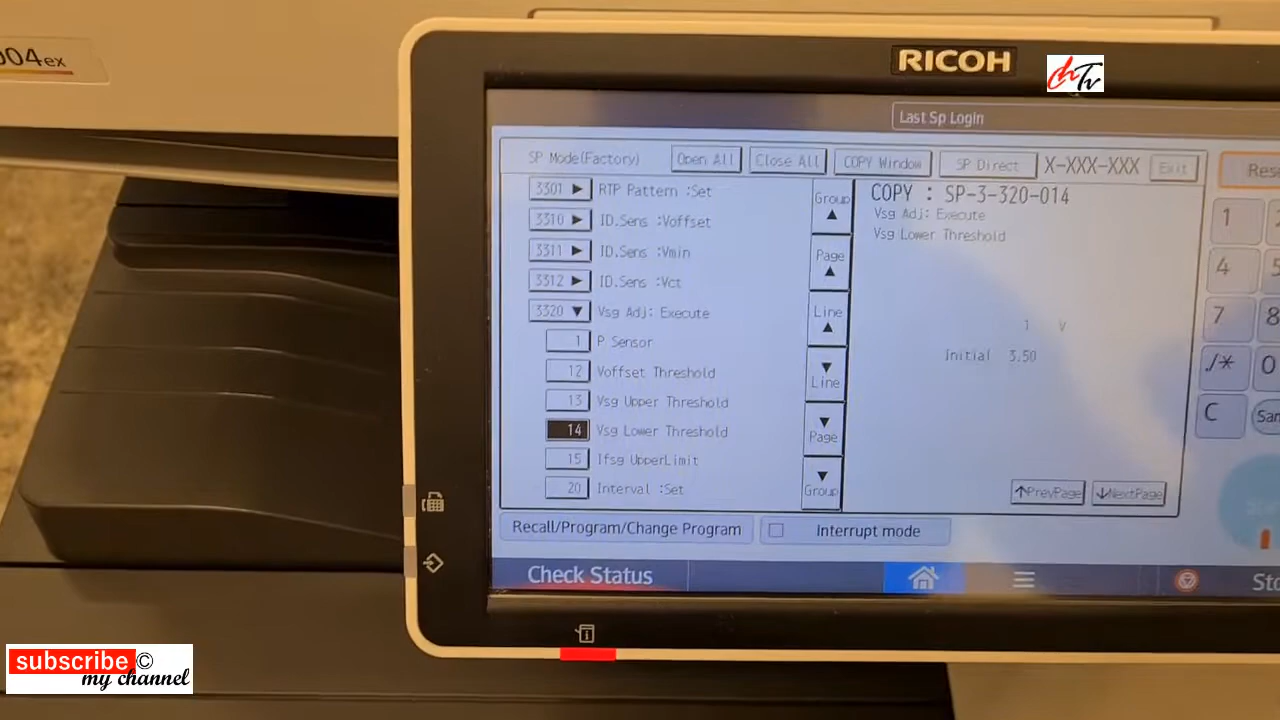 004ex
RICOH
chTv
Last Sp Login
SP Mode(Factory)
Open All
Close All
COPY Window
SP Direct
X-XXX-XXX
Exit
3301 ▶ RTP Pattern :Set
3310 ▶ ID.Sens :Voffset
3311 ▶ ID.Sens :Vmin
3312 ▶ ID.Sens :Vct
3320 ▼ Vsg Adj: Execute
1 P Sensor
12 Voffset Threshold
13 Vsg Upper Threshold
14 Vsg Lower Threshold
15 Ifsg UpperLimit
20 Interval :Set
Group
▲
Page
▲
Line
▲
▼
Line
▼
Page
▼
Group
COPY : SP-3-320-014
Vsg Adj: Execute
Vsg Lower Threshold
1 V
Initial 3.50
↑PrevPage
↓NextPage
Res
1
4
7 8
./* 0
C
Recall/Program/Change Program
Interrupt mode
Check Status
Sto
subscribe ©
my channel